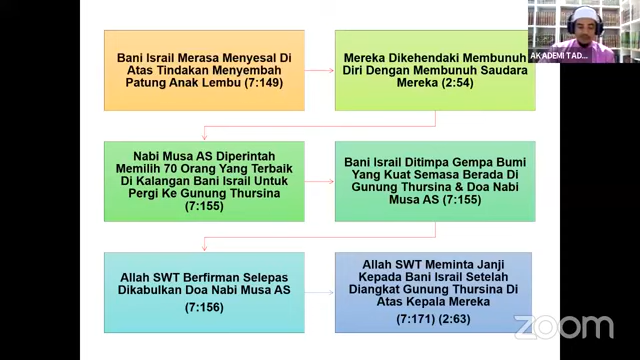 Bani Israil Merasa Menyesal Di
Atas Tindakan Menyembah
Patung Anak Lembu (7:149)
Mereka Dikehendaki Membunuh
Diri Dengan Membunuh Saudara
Mereka (2:54)
Nabi Musa AS Diperintah
Memilih 70 Orang Yang Terbaik
Di Kalangan Bani Israil Untuk
Pergi Ke Gunung Thursina
(7:155)
Bani Israil Ditimpa Gempa Bumi
Yang Kuat Semasa Berada Di
Gunung Thursina & Doa Nabi
Musa AS (7:155)
Allah SWT Berfirman Selepas
Dikabulkan Doa Nabi Musa AS
(7:156)
Allah SWT Meminta Janji
Kepada Bani Israil Setelah
Diangkat Gunung Thursina Di
Atas Kepala Mereka
(7:171) (2:63)
AKADEMI TAD...
zoom